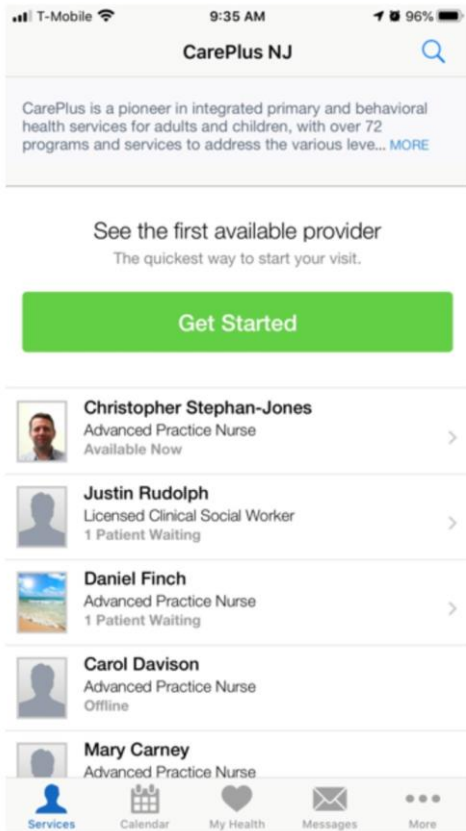 T-Mobile 9:35 AM 96%
CarePlus NJ
CarePlus is a pioneer in integrated primary and behavioral
health services for adults and children, with over 72
programs and services to address the various leve... MORE
See the first available provider
The quickest way to start your visit.
Get Started
Christopher Stephan-Jones
Advanced Practice Nurse
Available Now
Justin Rudolph
Licensed Clinical Social Worker
1 Patient Waiting
Daniel Finch
Advanced Practice Nurse
1 Patient Waiting
Carol Davison
Advanced Practice Nurse
Offline
Mary Carney
Advanced Practice Nurse
Services Calendar My Health Messages More